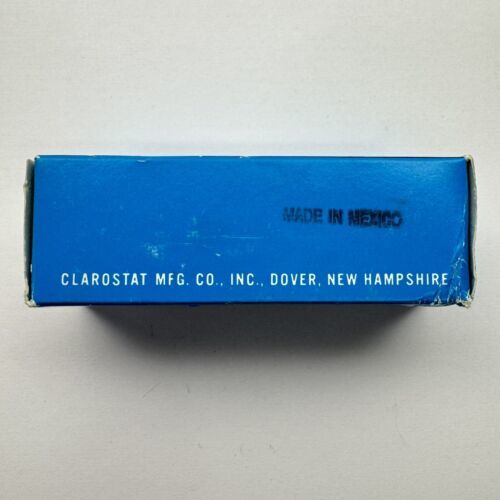 MADE IN MEXICO
CLAROSTAT MFG. CO., INC., DOVER, NEW HAMPSHIRE